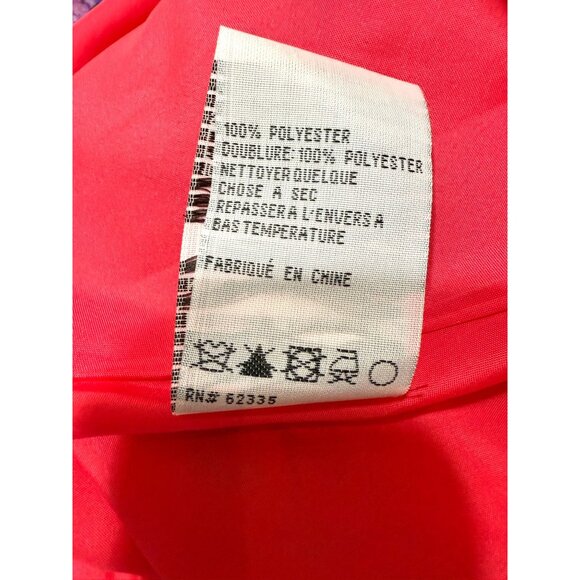 100% POLYESTER
DOUBLURE: 100% POLYESTER
NETTOYER QUELQUE
CHOSE A SEC
REPASSER A L'ENVERS A
BAS TEMPERATURE
FABRIQUÉ EN CHINE
RN# 62335